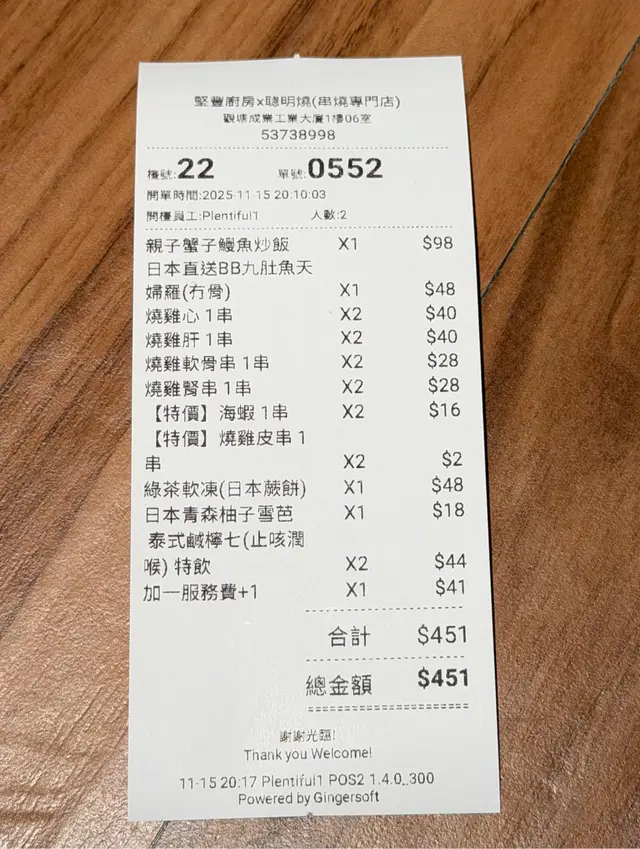 堅豐廚房x聰明燒(串燒專門店)
觀塘成業工業大廈1樓06室
53738998
檯號:22 單號:0552
開單時間:2025-11-15 20:10:03
開檯員工:Plentiful1 人數:2
親子蟹子鰻魚炒飯 X1 $98
日本直送BB九肚魚天
婦羅(冇骨) X1 $48
燒雞心 1串 X2 $40
燒雞肝 1串 X2 $40
燒雞軟骨串 1串 X2 $28
燒雞腎串 1串 X2 $28
【特價】海蝦 1串 X2 $16
【特價】燒雞皮串 1
串 X2 $2
綠茶軟凍(日本蕨餅) X1 $48
日本青森柚子雪芭 X1 $18
泰式鹹檸七(止咳潤
喉) 特飲 X2 $44
加一服務費+1 X1 $41
合計 $451
總金額 $451
謝謝光臨!
Thank you Welcome!
11-15 20:17 Plentiful1 POS2 1.4.0_300
Powered by Gingersoft